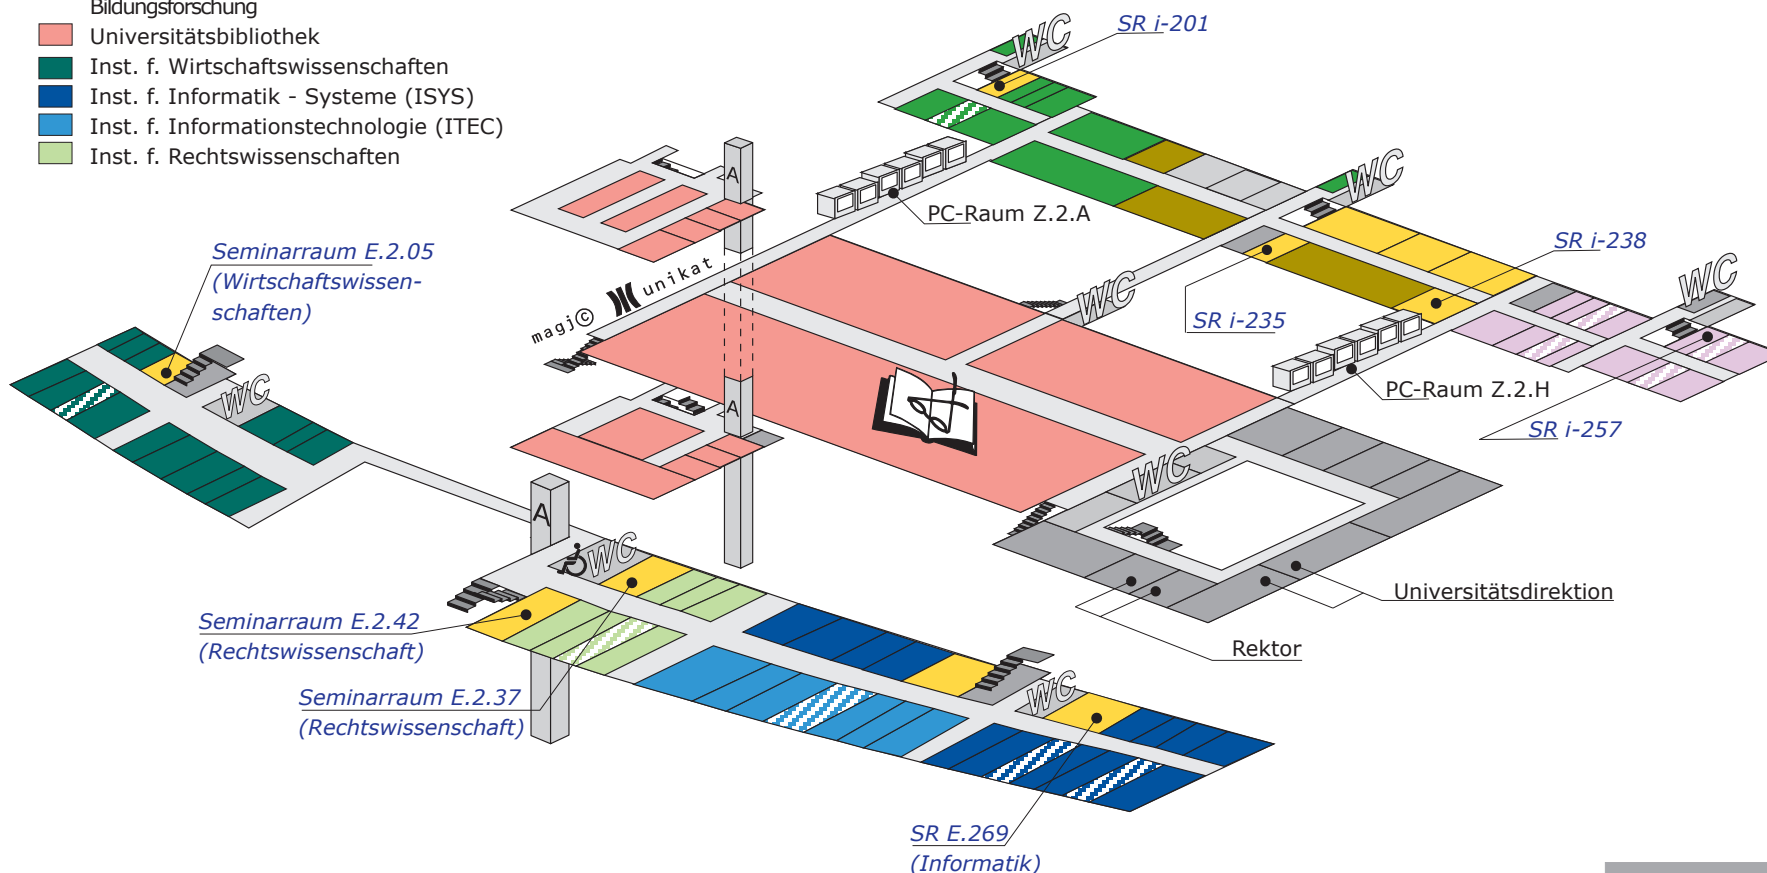 Bildungsforschung
Universitätsbibliothek
Inst. f. Wirtschaftswissenschaften
Inst. f. Informatik - Systeme (ISYS)
Inst. f. Informationstechnologie (ITEC)
Inst. f. Rechtswissenschaften
WC
SR i-201
A
WC
PC-Raum Z.2.A
Seminarraum E.2.05
(Wirtschaftswissen-
schaften)
SR i-238
magj© unikat
WC
WC
SR i-235
WC
A
PC-Raum Z.2.H
SR i-257
WC
A
WC
Universitätsdirektion
Seminarraum E.2.42
(Rechtswissenschaft)
Rektor
Seminarraum E.2.37
(Rechtswissenschaft)
WC
SR E.269
(Informatik)